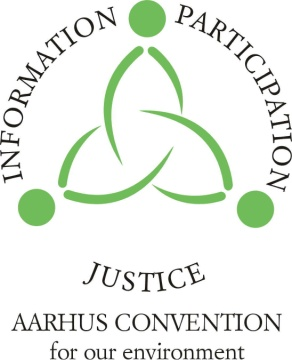 INFORMATION
PARTICIPATION
JUSTICE
AARHUS CONVENTION
for our environment